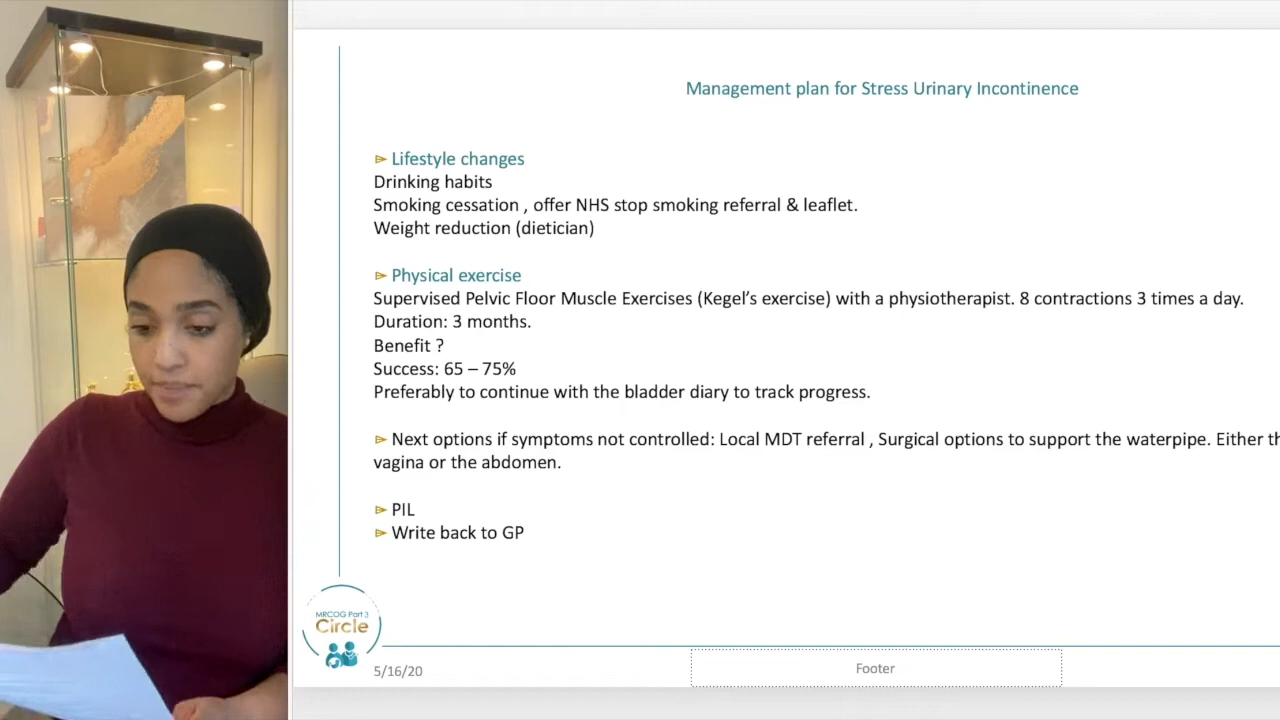 Management plan for Stress Urinary Incontinence
⌲ Lifestyle changes
Drinking habits
Smoking cessation , offer NHS stop smoking referral & leaflet.
Weight reduction (dietician)
⌲ Physical exercise
Supervised Pelvic Floor Muscle Exercises (Kegel’s exercise) with a physiotherapist. 8 contractions 3 times a day.
Duration: 3 months.
Benefit ?
Success: 65 – 75%
Preferably to continue with the bladder diary to track progress.
⌲ Next options if symptoms not controlled: Local MDT referral , Surgical options to support the waterpipe. Either
vagina or the abdomen.
⌲ PIL
⌲ Write back to GP
MRCOG Part 3
Circle
5/16/20
Footer